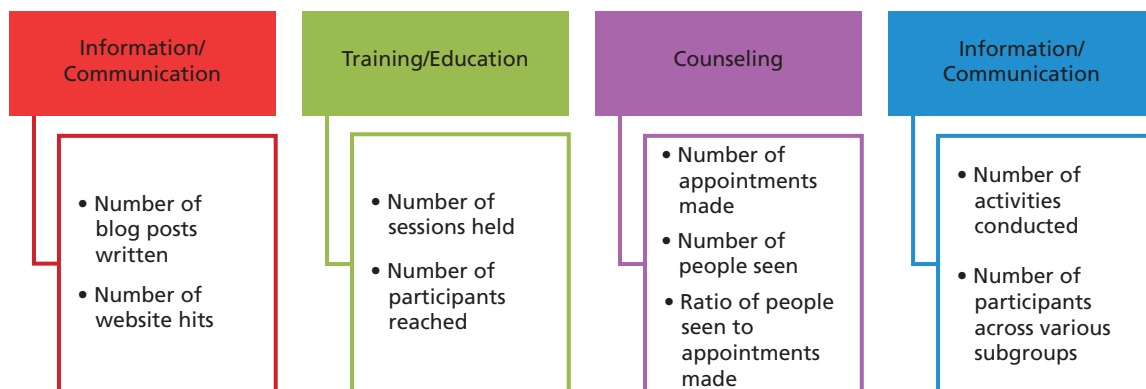 Information/
Communication
• Number of
blog posts
written
• Number of
website hits
Training/Education
• Number of
sessions held
• Number of
participants
reached
Counseling
• Number of
appointments
made
• Number of
people seen
• Ratio of people
seen to
appointments
made
Information/
Communication
• Number of
activities
conducted
• Number of
participants
across various
subgroups